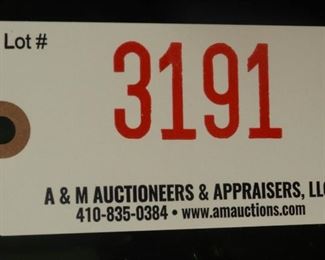 Lot #
3191
A & M AUCTIONEERS & APPRAISERS, LLC
410-835-0384 • www.amauctions.com